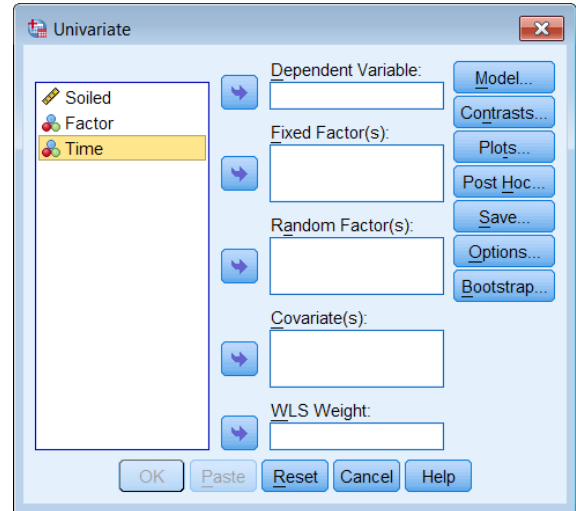 Univariate
Soiled
Factor
Time
Dependent Variable:
Fixed Factor(s):
Random Factor(s):
Covariate(s):
WLS Weight:
Model...
Contrasts...
Plots...
Post Hoc...
Save...
Options...
Bootstrap...
OK Paste Reset Cancel Help